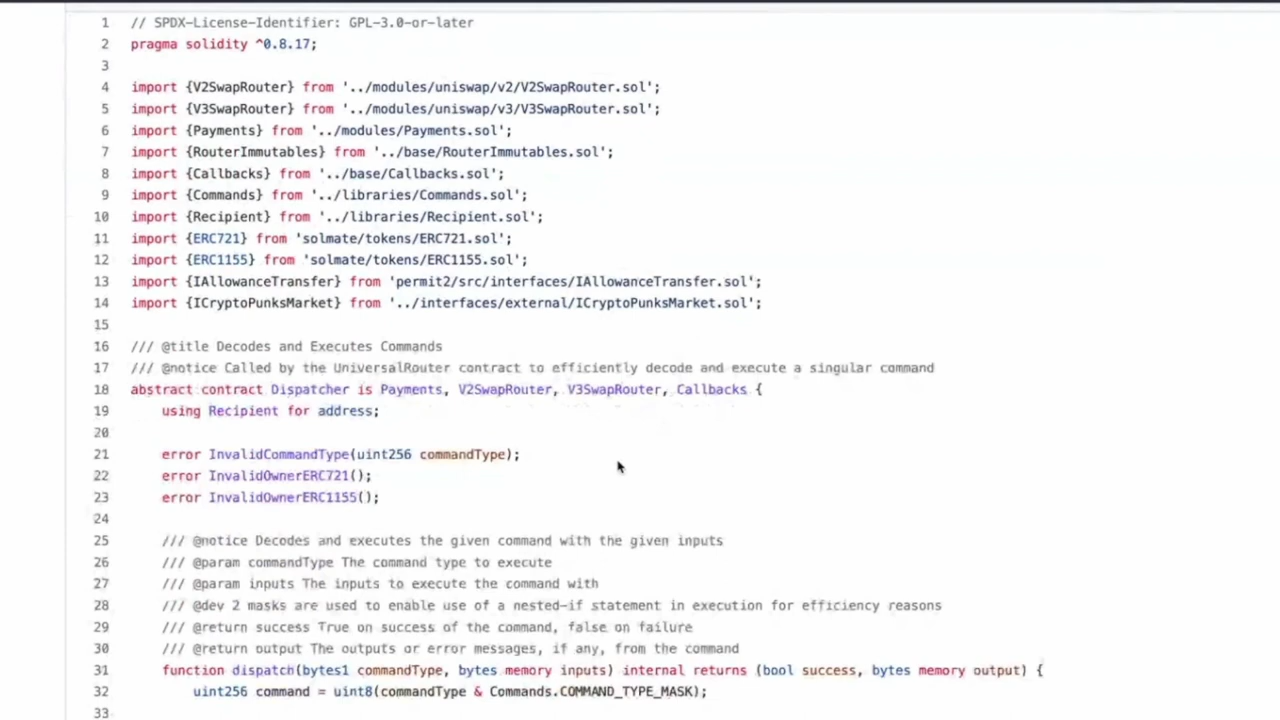 1 // SPDX-License-Identifier: GPL-3.0-or-later
2 pragma solidity ^0.8.17;
3
4 import {V2SwapRouter} from '../modules/uniswap/v2/V2SwapRouter.sol';
5 import {V3SwapRouter} from '../modules/uniswap/v3/V3SwapRouter.sol';
6 import {Payments} from '../modules/Payments.sol';
7 import {RouterImmutables} from '../base/RouterImmutables.sol';
8 import {Callbacks} from '../base/Callbacks.sol';
9 import {Commands} from '../libraries/Commands.sol';
10 import {Recipient} from '../libraries/Recipient.sol';
11 import {ERC721} from 'solmate/tokens/ERC721.sol';
12 import {ERC1155} from 'solmate/tokens/ERC1155.sol';
13 import {IAllowanceTransfer} from 'permit2/src/interfaces/IAllowanceTransfer.sol';
14 import {ICryptoPunksMarket} from '../interfaces/external/ICryptoPunksMarket.sol';
15
16 /// @title Decodes and Executes Commands
17 /// @notice Called by the UniversalRouter contract to efficiently decode and execute a singular command
18 abstract contract Dispatcher is Payments, V2SwapRouter, V3SwapRouter, Callbacks {
19 using Recipient for address;
20
21 error InvalidCommandType(uint256 commandType);
22 error InvalidOwnerERC721();
23 error InvalidOwnerERC1155();
24
25 /// @notice Decodes and executes the given command with the given inputs
26 /// @param commandType The command type to execute
27 /// @param inputs The inputs to execute the command with
28 /// @dev 2 masks are used to enable use of a nested-if statement in execution for efficiency reasons
29 /// @return success True on success of the command, false on failure
30 /// @return output The outputs or error messages, if any, from the command
31 function dispatch(bytes1 commandType, bytes memory inputs) internal returns (bool success, bytes memory output) {
32 uint256 command = uint8(commandType & Commands.COMMAND_TYPE_MASK);
33